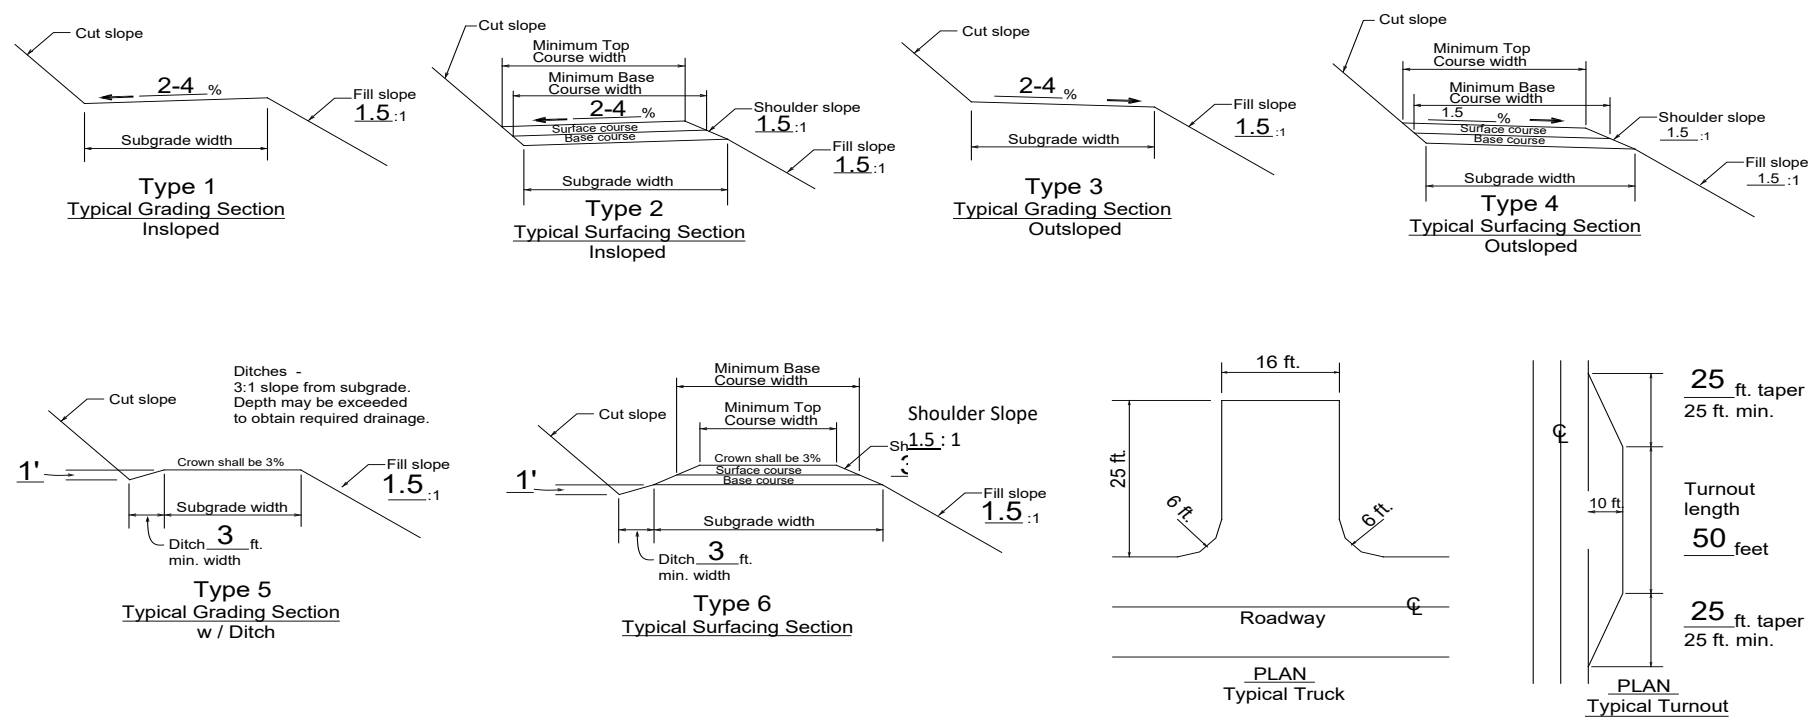 Cut slope
2-4 %
Fill slope
1.5 :1
Subgrade width
Type 1
Typical Grading Section
Insloped
Cut slope
Minimum Top
Course width
Minimum Base
Course width
2-4 %
Surface course
Base course
Shoulder slope
1.5 :1
Fill slope
1.5 :1
Subgrade width
Type 2
Typical Surfacing Section
Insloped
Cut slope
2-4 %
Fill slope
1.5 :1
Subgrade width
Type 3
Typical Grading Section
Outsloped
Cut slope
Minimum Top
Course width
Minimum Base
Course width
1.5 %
Surface course
Base course
Shoulder slope
1.5 :1
Fill slope
1.5 :1
Subgrade width
Type 4
Typical Surfacing Section
Outsloped
Ditches -
3:1 slope from subgrade.
Depth may be exceeded
to obtain required drainage.
Cut slope
1'
Crown shall be 3%
Fill slope
1.5 :1
Subgrade width
Ditch 3 ft.
min. width
Type 5
Typical Grading Section
w / Ditch
Minimum Base
Course width
Cut slope
Minimum Top
Course width
Shoulder Slope
Sh 1.5 : 1
Crown shall be 3%
Surface course
Base course
1'
Fill slope
1.5 :1
Subgrade width
Ditch 3 ft.
min. width
Type 6
Typical Surfacing Section
16 ft.
25 ft.
6 ft.
6 ft.
Roadway
CL
PLAN
Typical Truck
CL
25 ft. taper
25 ft. min.
10 ft.
Turnout
length
50 feet
25 ft. taper
25 ft. min.
PLAN
Typical Turnout